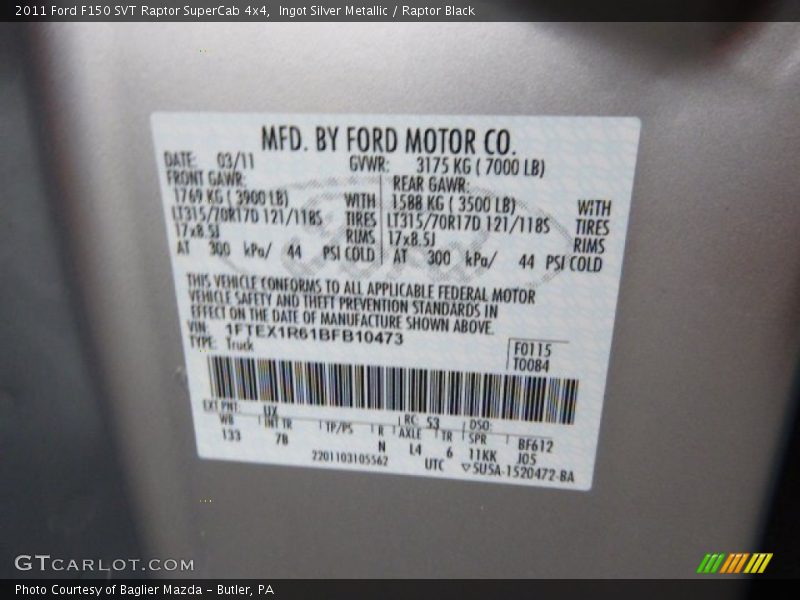 2011 Ford F150 SVT Raptor SuperCab 4x4, Ingot Silver Metallic / Raptor Black
MFD. BY FORD MOTOR CO.
DATE: 03/11 GVWR: 3175 KG ( 7000 LB)
FRONT GAWR: REAR GAWR:
1769 KG ( 3900 LB) WITH 1588 KG ( 3500 LB) WITH
LT315/70R17D 121/118S TIRES LT315/70R17D 121/118S TIRES
17x8.5J RIMS 17x8.5J RIMS
AT 300 kPa/ 44 PSI COLD AT 300 kPa/ 44 PSI COLD
THIS VEHICLE CONFORMS TO ALL APPLICABLE FEDERAL MOTOR
VEHICLE SAFETY AND THEFT PREVENTION STANDARDS IN
EFFECT ON THE DATE OF MANUFACTURE SHOWN ABOVE.
VIN: 1FTEX1R61BFB10473
TYPE: Truck
F0115
T0084
EXT PNT: UX RC: 53 DSO:
WB INT TR TP/PS R AXLE TR SPR BF612
133 7B N L4 6 11KK J05
2201103105562 UTC ▽5U5A-1520472-BA
GTCARLOT.COM
Photo Courtesy of Baglier Mazda - Butler, PA